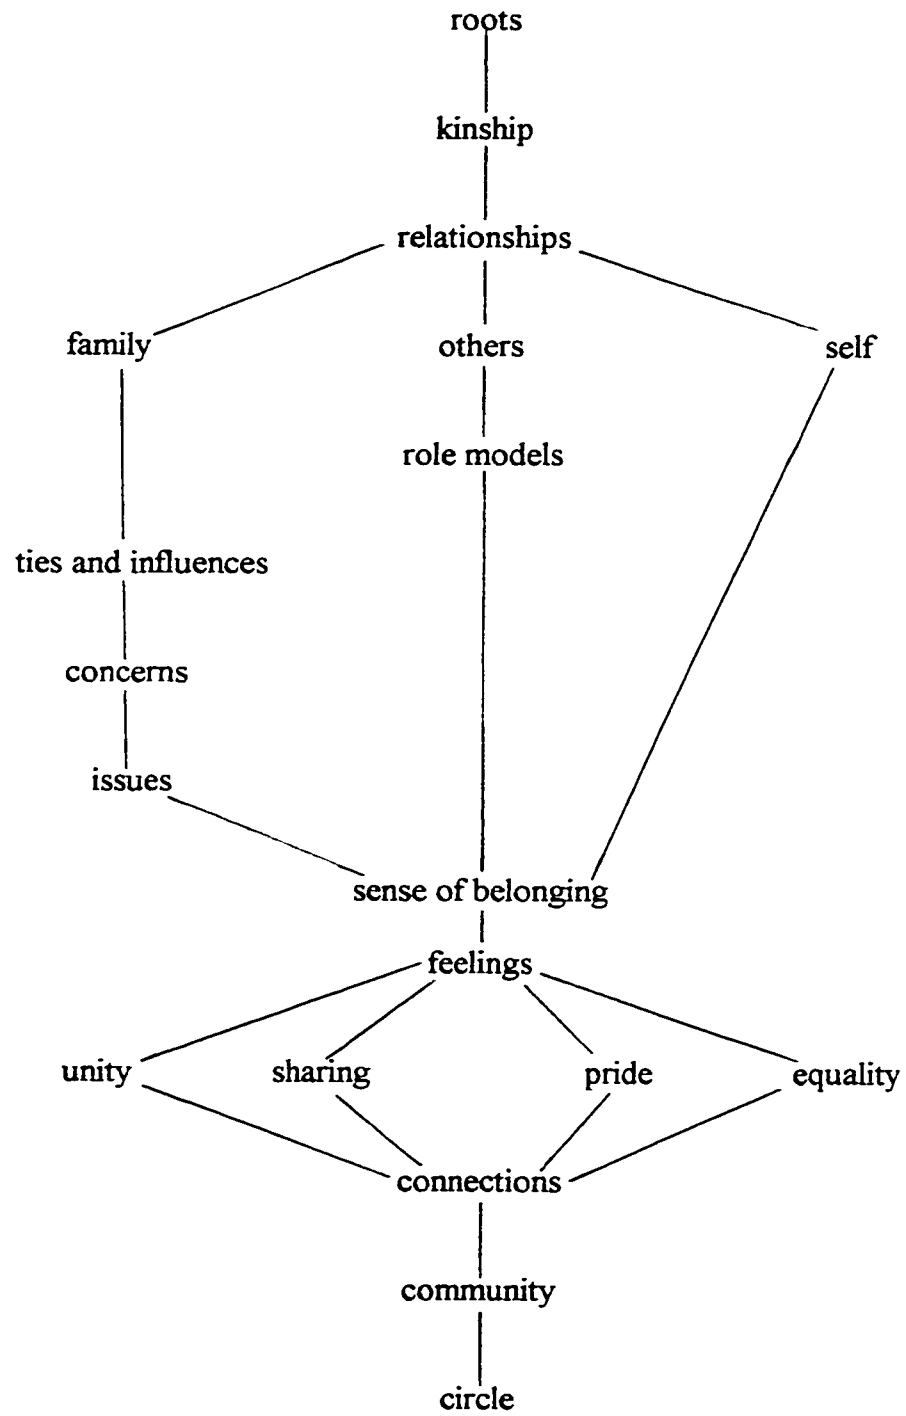 roots
kinship
relationships
family
others
self
role models
ties and influences
concerns
issues
sense of belonging
feelings
unity
sharing
pride
equality
connections
community
circle